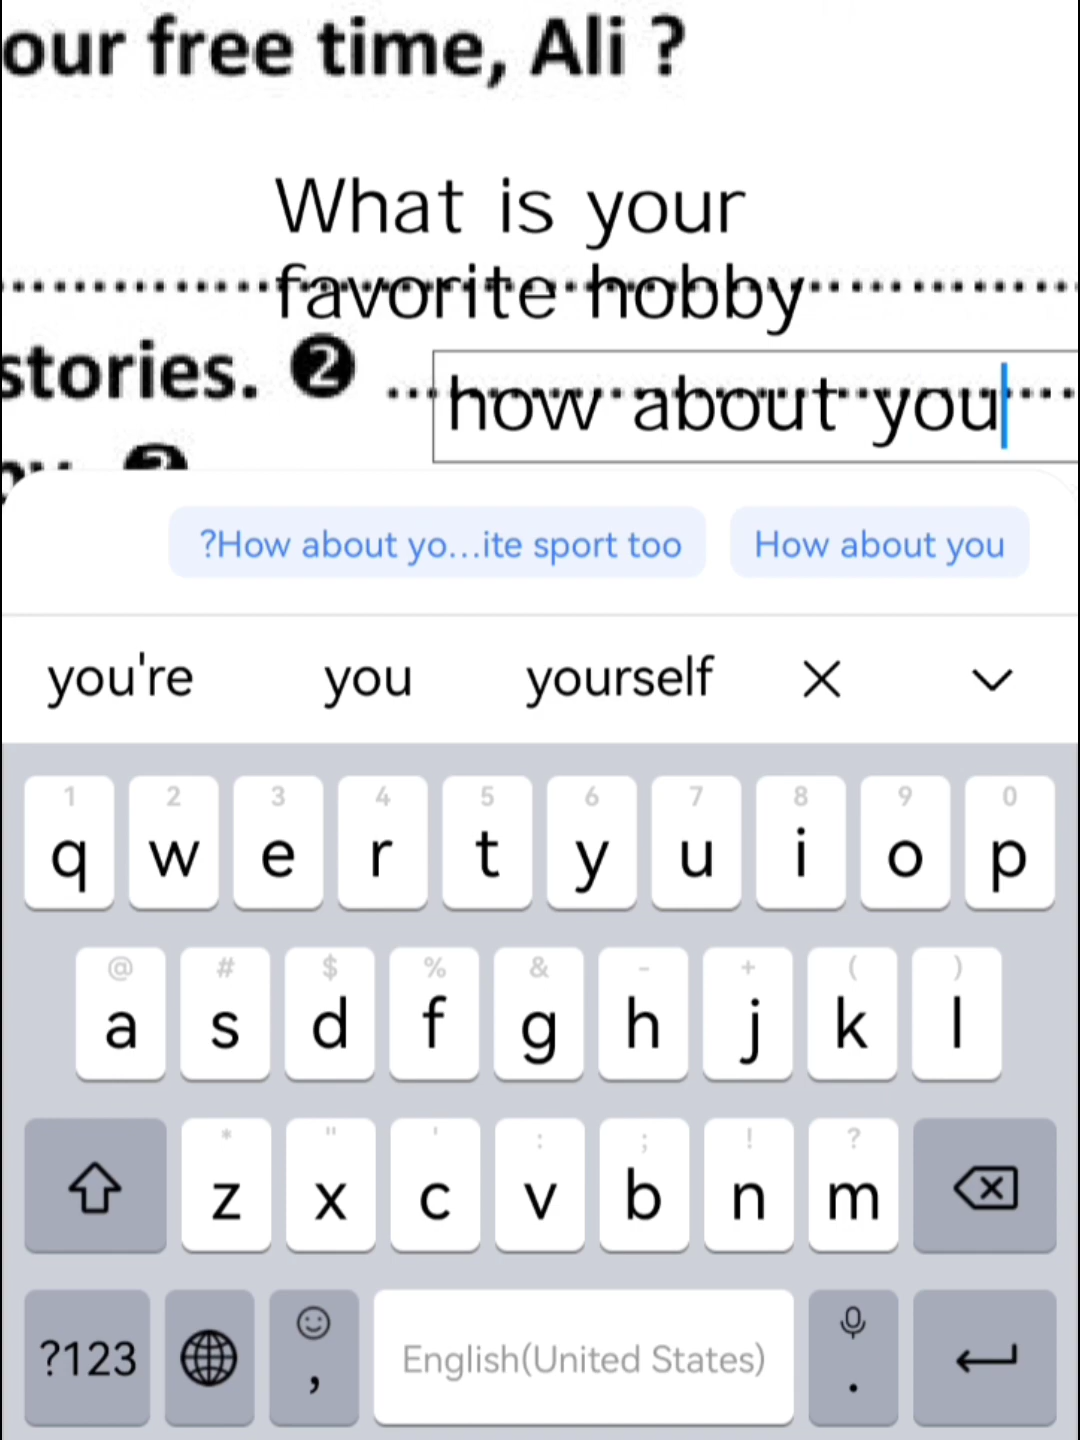 our free time, Ali ?
What is your
favorite hobby
stories. ❷ how about you
?How about yo...ite sport too
How about you
you're you yourself
1 2 3 4 5 6 7 8 9 0
q w e r t y u i o p
@ # $ % & - + ( )
a s d f g h j k l
* " ' : ; ! ?
z x c v b n m
?123 , English(United States) .